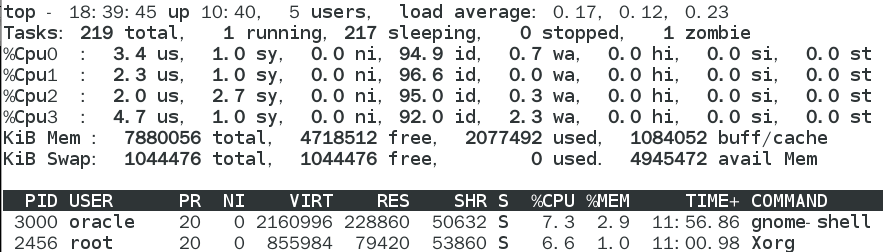 top - 18:39:45 up 10:40, 5 users, load average: 0.17, 0.12, 0.23
Tasks: 219 total, 1 running, 217 sleeping, 0 stopped, 1 zombie
%Cpu0 : 3.4 us, 1.0 sy, 0.0 ni, 94.9 id, 0.7 wa, 0.0 hi, 0.0 si, 0.0 st
%Cpu1 : 2.3 us, 1.0 sy, 0.0 ni, 96.6 id, 0.0 wa, 0.0 hi, 0.0 si, 0.0 st
%Cpu2 : 2.0 us, 2.7 sy, 0.0 ni, 95.0 id, 0.3 wa, 0.0 hi, 0.0 si, 0.0 st
%Cpu3 : 4.7 us, 1.0 sy, 0.0 ni, 92.0 id, 2.3 wa, 0.0 hi, 0.0 si, 0.0 st
KiB Mem : 7880056 total, 4718512 free, 2077492 used, 1084052 buff/cache
KiB Swap: 1044476 total, 1044476 free, 0 used. 4945472 avail Mem
PID USER PR NI VIRT RES SHR S %CPU %MEM TIME+ COMMAND
3000 oracle 20 0 2160996 228860 50632 S 7.3 2.9 11:56.86 gnome-shell
2456 root 20 0 855984 79420 53860 S 6.6 1.0 11:00.98 Xorg